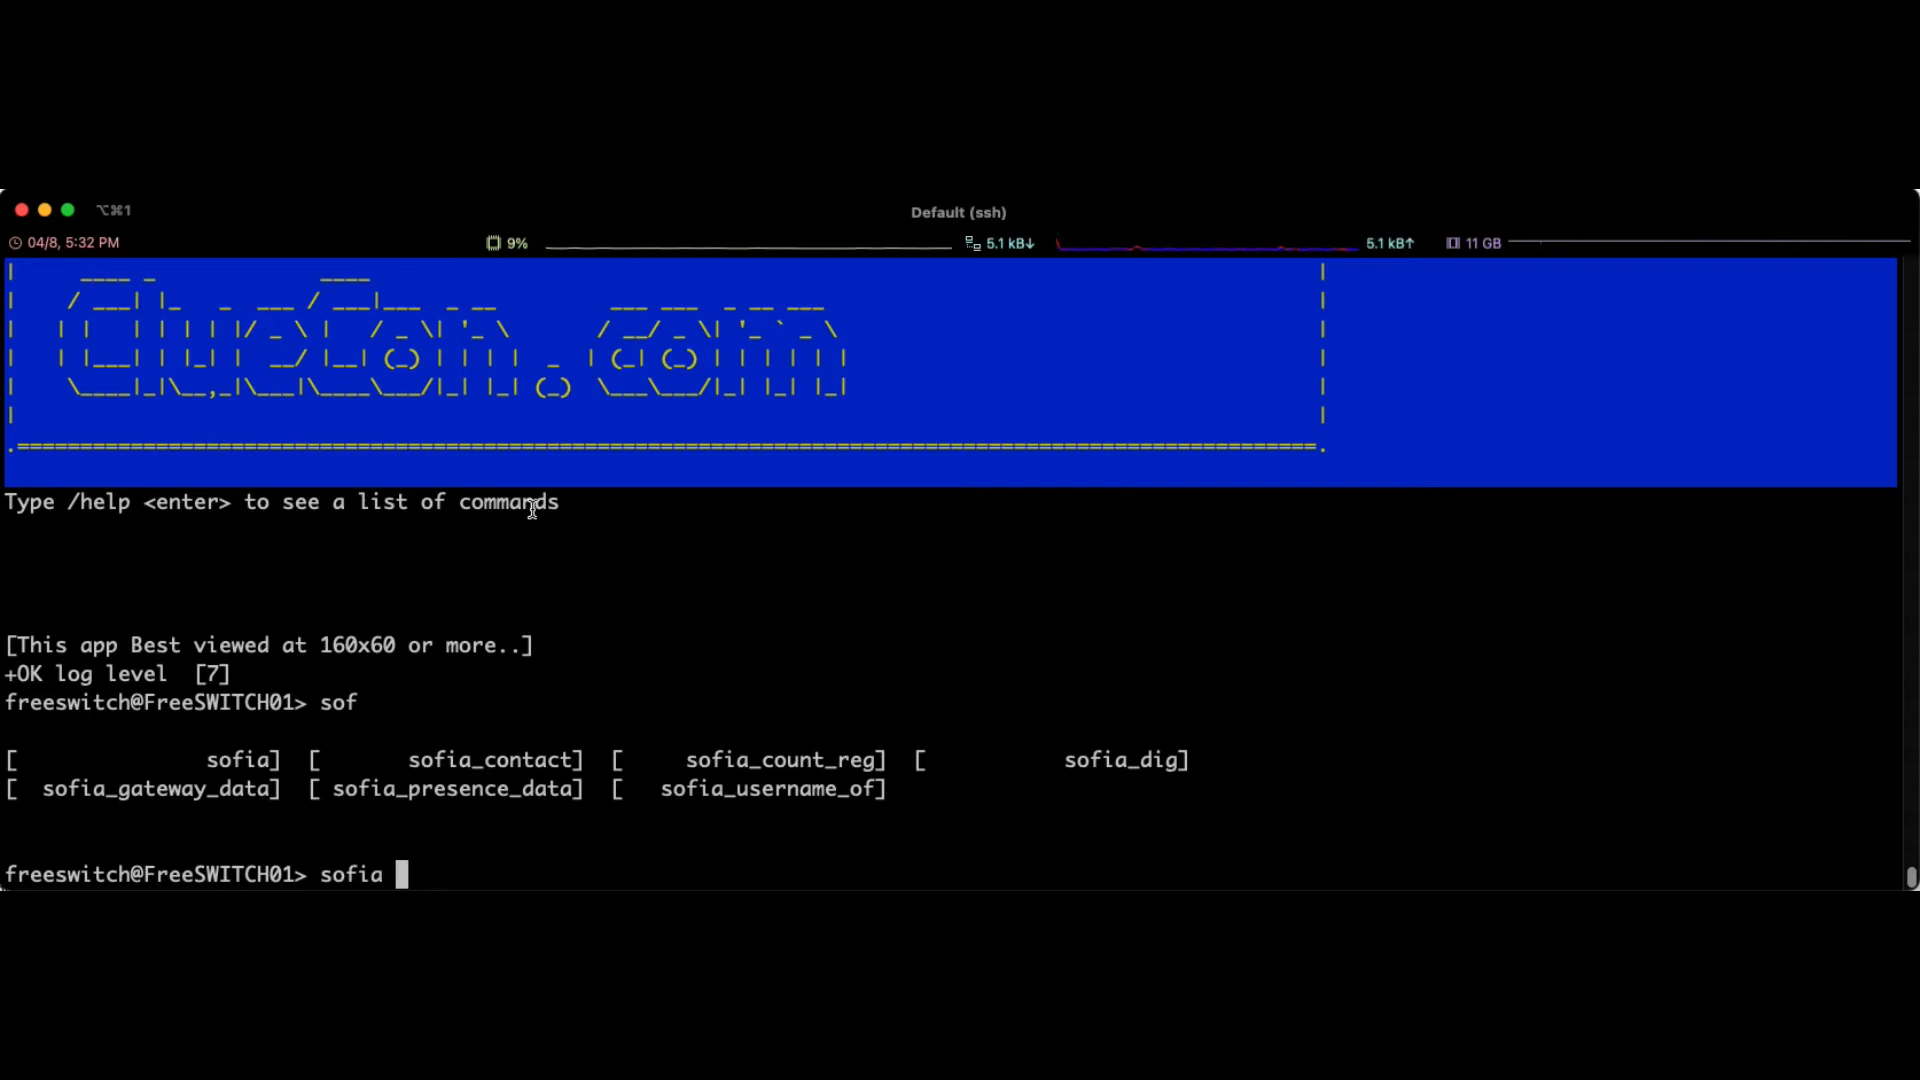 ⌥⌘1
Default (ssh)
04/8, 5:32 PM 9% 5.1 kB↓ 5.1 kB↑ 11 GB
ClueCon.com
Type /help <enter> to see a list of commands
[This app Best viewed at 160x60 or more..]
+OK log level  [7]
freeswitch@FreeSWITCH01> sof
[               sofia]  [       sofia_contact]  [     sofia_count_reg]  [           sofia_dig]
[  sofia_gateway_data]  [ sofia_presence_data]  [   sofia_username_of]
freeswitch@FreeSWITCH01> sofia